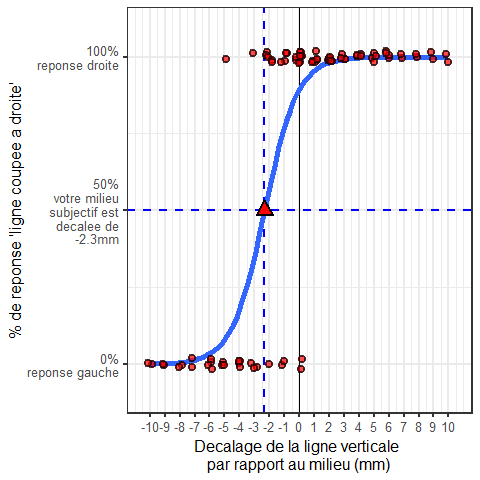 % de reponse 'ligne coupee a droite'
100%
reponse droite
50%
votre milieu
subjectif est
decalee de
-2.3mm
0%
reponse gauche
-10 -9 -8 -7 -6 -5 -4 -3 -2 -1 0 1 2 3 4 5 6 7 8 9 10
Decalage de la ligne verticale
par rapport au milieu (mm)